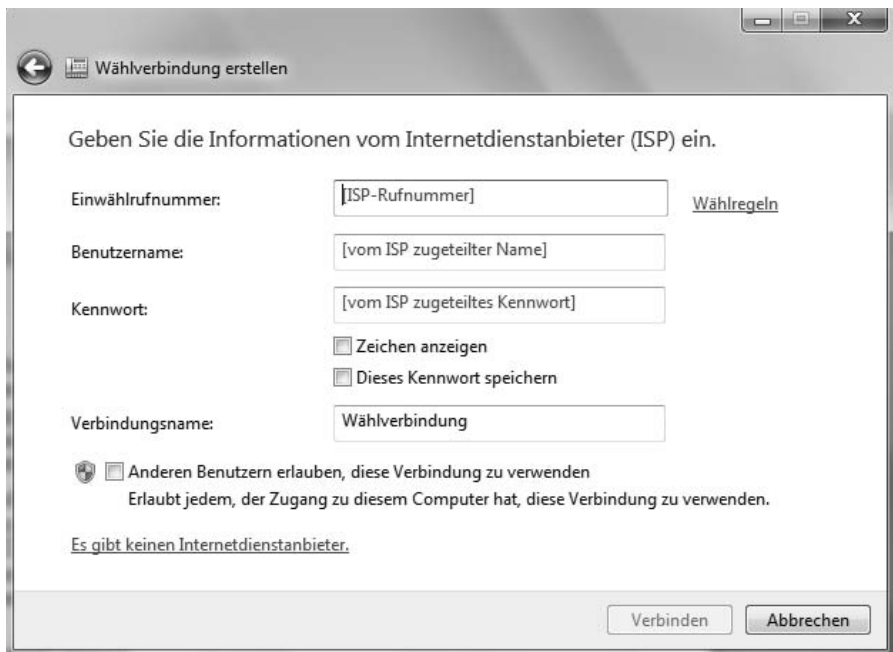 Wählverbindung erstellen
Geben Sie die Informationen vom Internetdienstanbieter (ISP) ein.
Einwählrufnummer:
[ISP-Rufnummer]
Wählregeln
Benutzername:
[vom ISP zugeteilter Name]
Kennwort:
[vom ISP zugeteiltes Kennwort]
Zeichen anzeigen
Dieses Kennwort speichern
Verbindungsname:
Wählverbindung
Anderen Benutzern erlauben, diese Verbindung zu verwenden
Erlaubt jedem, der Zugang zu diesem Computer hat, diese Verbindung zu verwenden.
Es gibt keinen Internetdienstanbieter.
Verbinden
Abbrechen